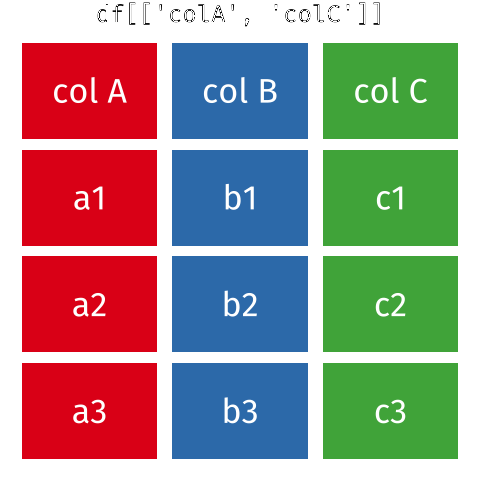 df[['colA', 'colC']]
col A col B col C
a1 b1 c1
a2 b2 c2
a3 b3 c3